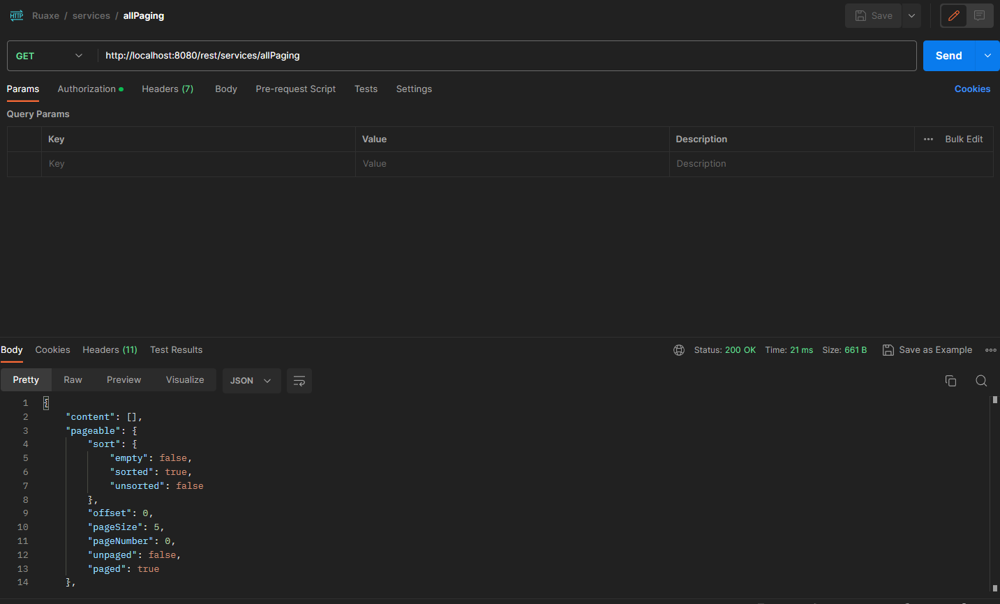 HTTP Ruaxe / services / allPaging
Save
GET http://localhost:8080/rest/services/allPaging Send
Params Authorization Headers (7) Body Pre-request Script Tests Settings Cookies
Query Params
Key Value Description Bulk Edit
Key Value Description
Body Cookies Headers (11) Test Results Status: 200 OK Time: 21 ms Size: 661 B Save as Example
Pretty Raw Preview Visualize JSON
1 {
2 "content": [],
3 "pageable": {
4 "sort": {
5 "empty": false,
6 "sorted": true,
7 "unsorted": false
8 },
9 "offset": 0,
10 "pageSize": 5,
11 "pageNumber": 0,
12 "unpaged": false,
13 "paged": true
14 },